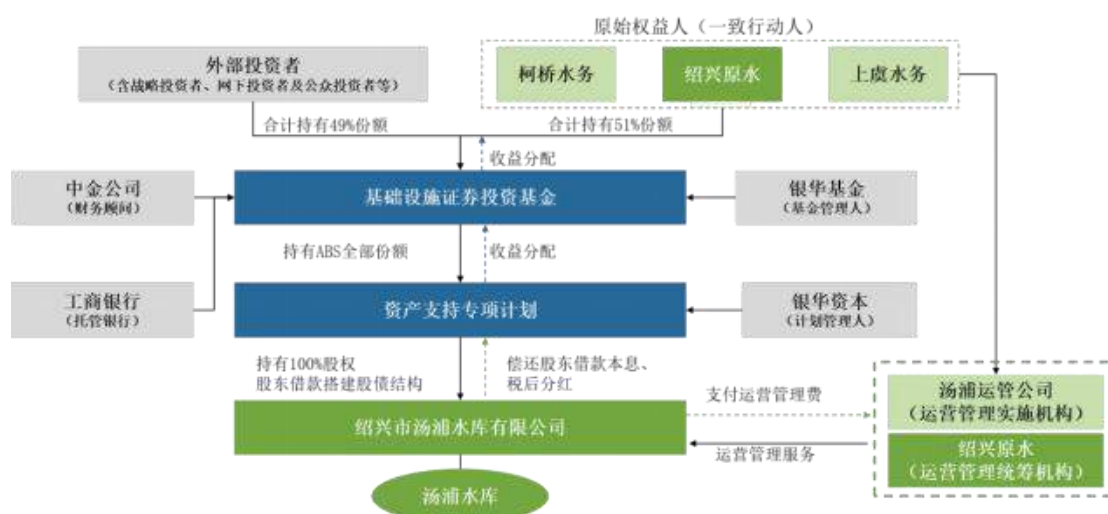 原始权益人（一致行动人）
外部投资者
（含战略投资者、网下投资者及公众投资者等）
柯桥水务
绍兴原水
上虞水务
合计持有49%份额
合计持有51%份额
收益分配
中金公司
（财务顾问）
基础设施证券投资基金
银华基金
（基金管理人）
持有ABS全部份额
收益分配
工商银行
（托管银行）
资产支持专项计划
银华资本
（计划管理人）
持有100%股权
股东借款搭建股债结构
偿还股东借款本息、
税后分红
支付运营管理费
汤浦运管公司
（运营管理实施机构）
绍兴市汤浦水库有限公司
运营管理服务
绍兴原水
（运营管理统筹机构）
汤浦水库